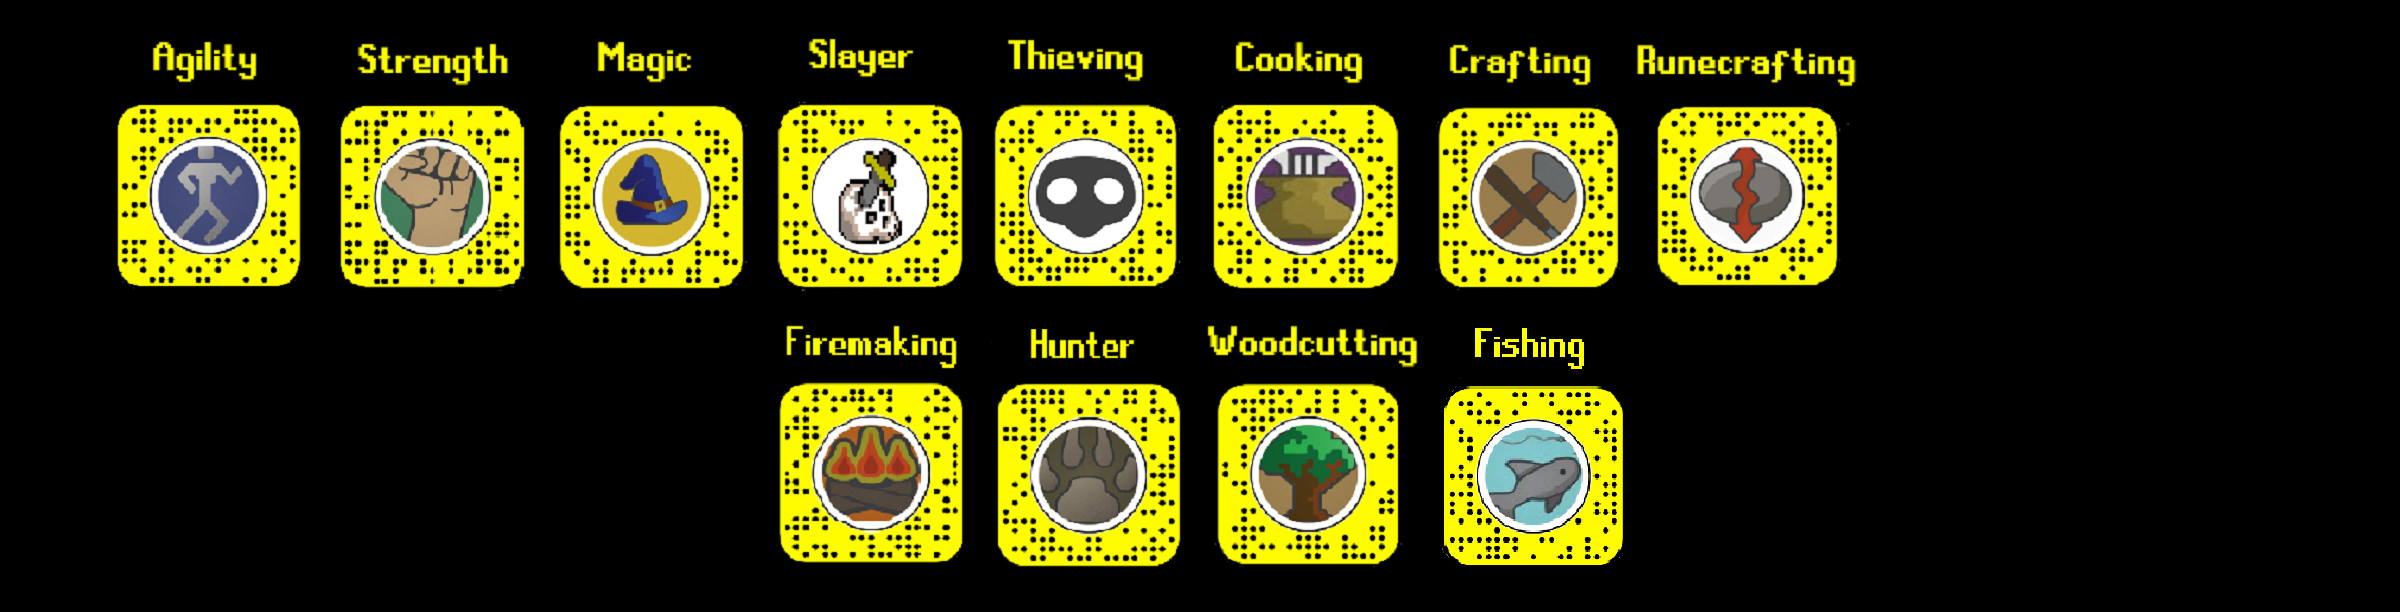 Agility Strength Magic Slayer Thieving Cooking Crafting Runecrafting
Firemaking Hunter Woodcutting Fishing